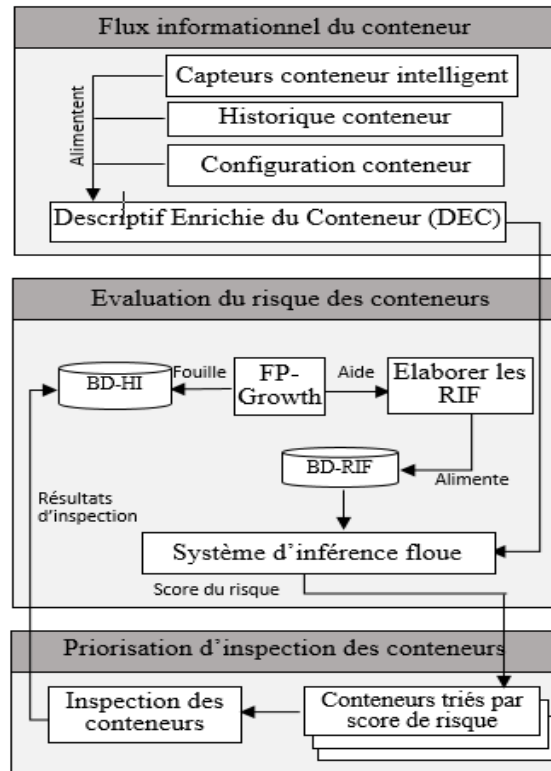 Flux informationnel du conteneur
Capteurs conteneur intelligent
Historique conteneur
Configuration conteneur
Alimentent
Descriptif Enrichie du Conteneur (DEC)
Evaluation du risque des conteneurs
BD-HI
Fouille
FP-
Growth
Aide
Elaborer les
RIF
BD-RIF
Alimente
Résultats
d'inspection
Système d'inférence floue
Score du risque
Priorisation d'inspection des conteneurs
Inspection des
conteneurs
Conteneurs triés par
score de risque